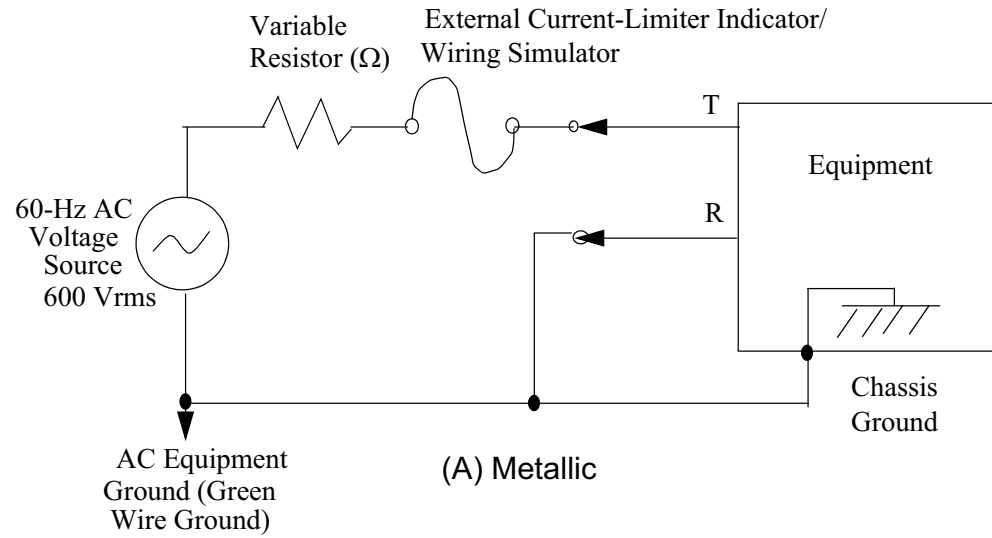 Variable
Resistor (Ω)
External Current-Limiter Indicator/
Wiring Simulator
T
Equipment
R
60-Hz AC
Voltage
Source
600 Vrms
Chassis
Ground
AC Equipment
Ground (Green
Wire Ground)
(A) Metallic